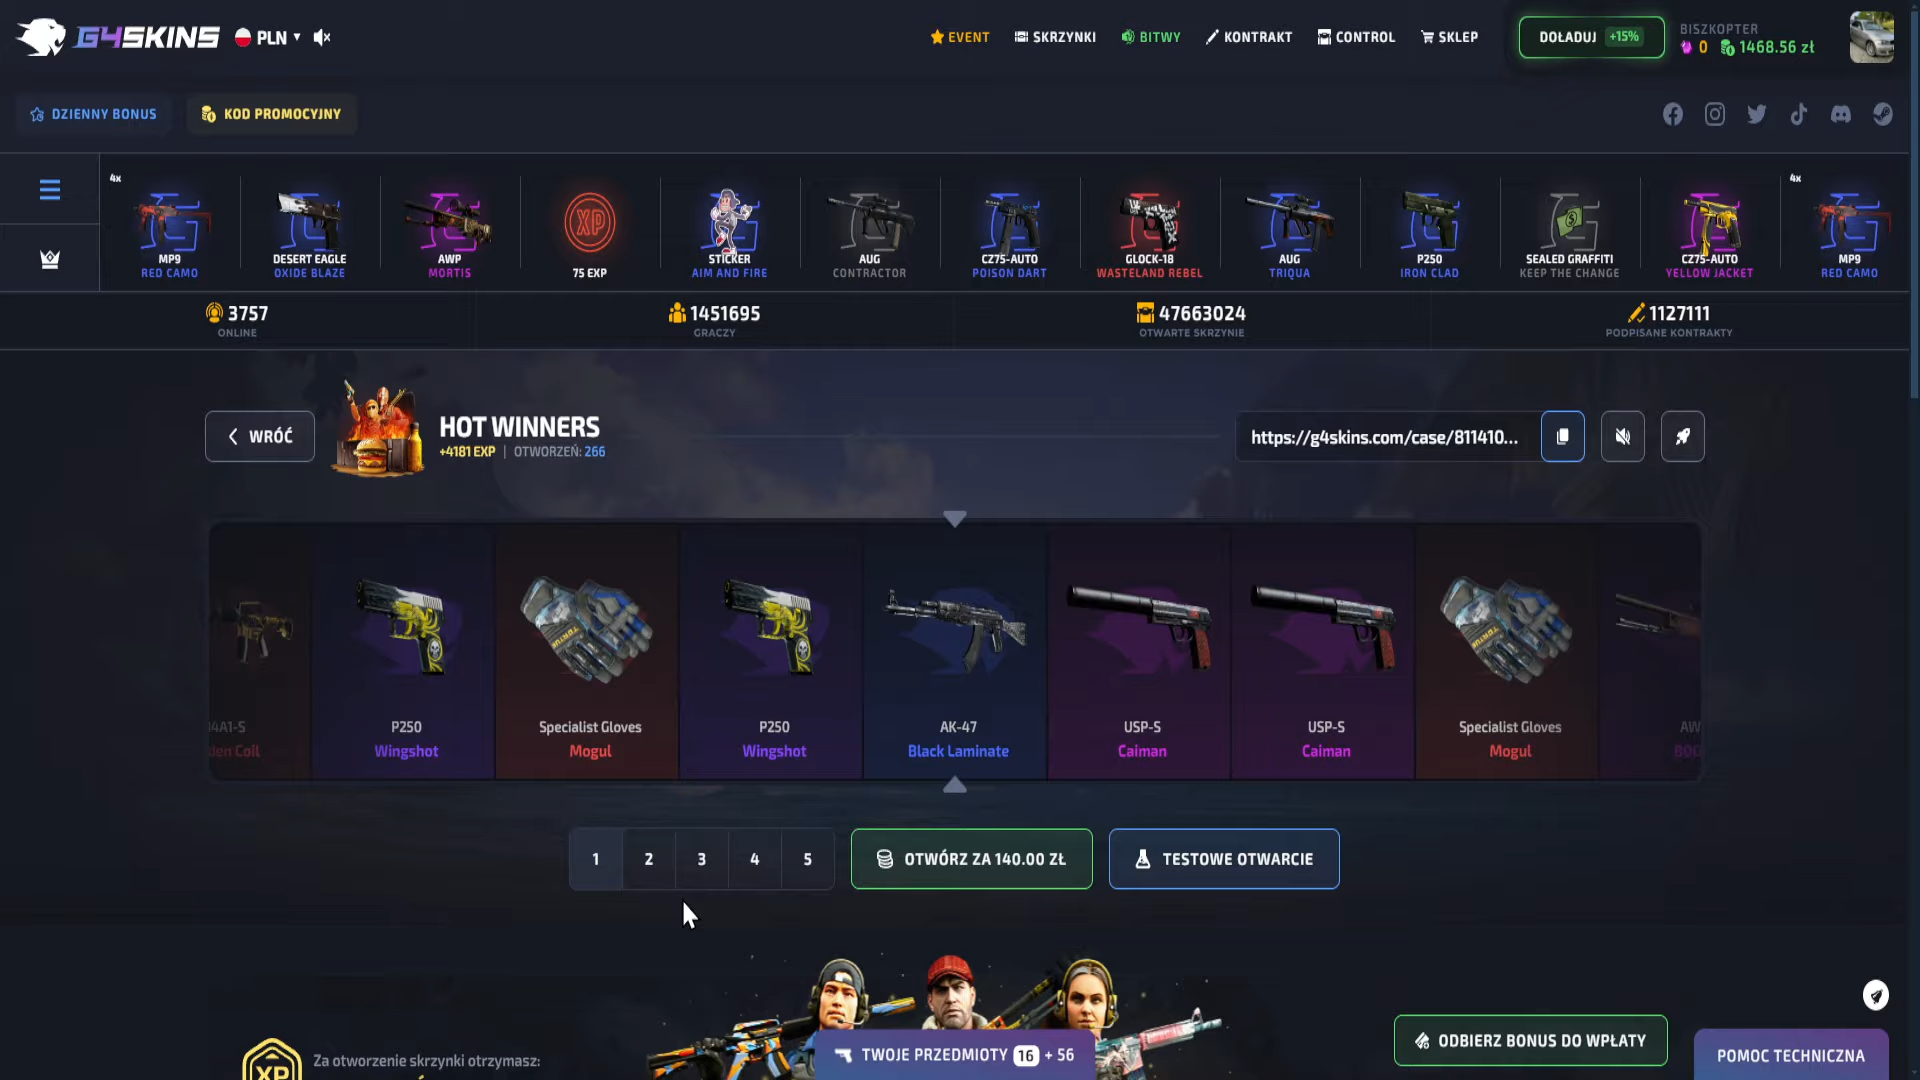 G4SKINS
PLN
EVENT
SKRZYNKI
BITWY
KONTRAKT
CONTROL
SKLEP
DOŁADUJ +15%
BISZKOPTER
0 1468.56 zł
DZIENNY BONUS
KOD PROMOCYJNY
4x
MP9
RED CAMO
DESERT EAGLE
OXIDE BLAZE
AWP
MORTIS
XP
75 EXP
STICKER
AIM AND FIRE
AUG
CONTRACTOR
CZ75-AUTO
POISON DART
GLOCK-18
WASTELAND REBEL
AUG
TRIQUA
P250
IRON CLAD
SEALED GRAFFITI
KEEP THE CHANGE
CZ75-AUTO
YELLOW JACKET
4x
MP9
RED CAMO
3757
ONLINE
1451695
GRACZY
47663024
OTWARTE SKRZYNIE
1127111
PODPISANE KONTRAKTY
WRÓĆ
HOT WINNERS
+4181 EXP | OTWORZEŃ: 266
https://g4skins.com/case/811410...
4A1-S
den Coil
P250
Wingshot
Specialist Gloves
Mogul
P250
Wingshot
AK-47
Black Laminate
USP-S
Caiman
USP-S
Caiman
Specialist Gloves
Mogul
AW
1 2 3 4 5
OTWÓRZ ZA 140.00 ZŁ
TESTOWE OTWARCIE
XP
Za otworzenie skrzynki otrzymasz:
TWOJE PRZEDMIOTY 16 + 56
ODBIERZ BONUS DO WPŁATY
POMOC TECHNICZNA